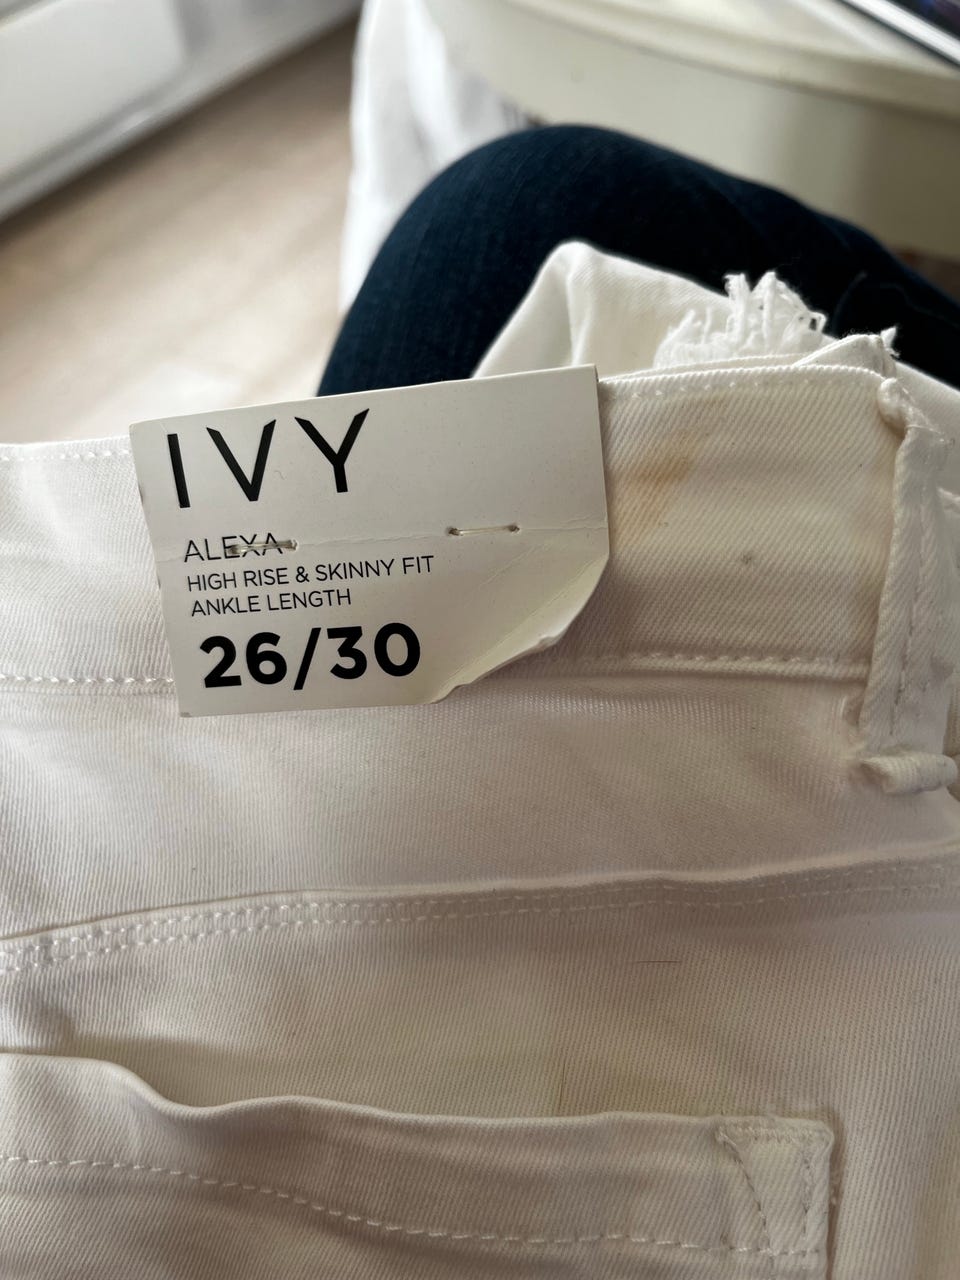 IVY
ALEXA
HIGH RISE & SKINNY FIT
ANKLE LENGTH
26/30